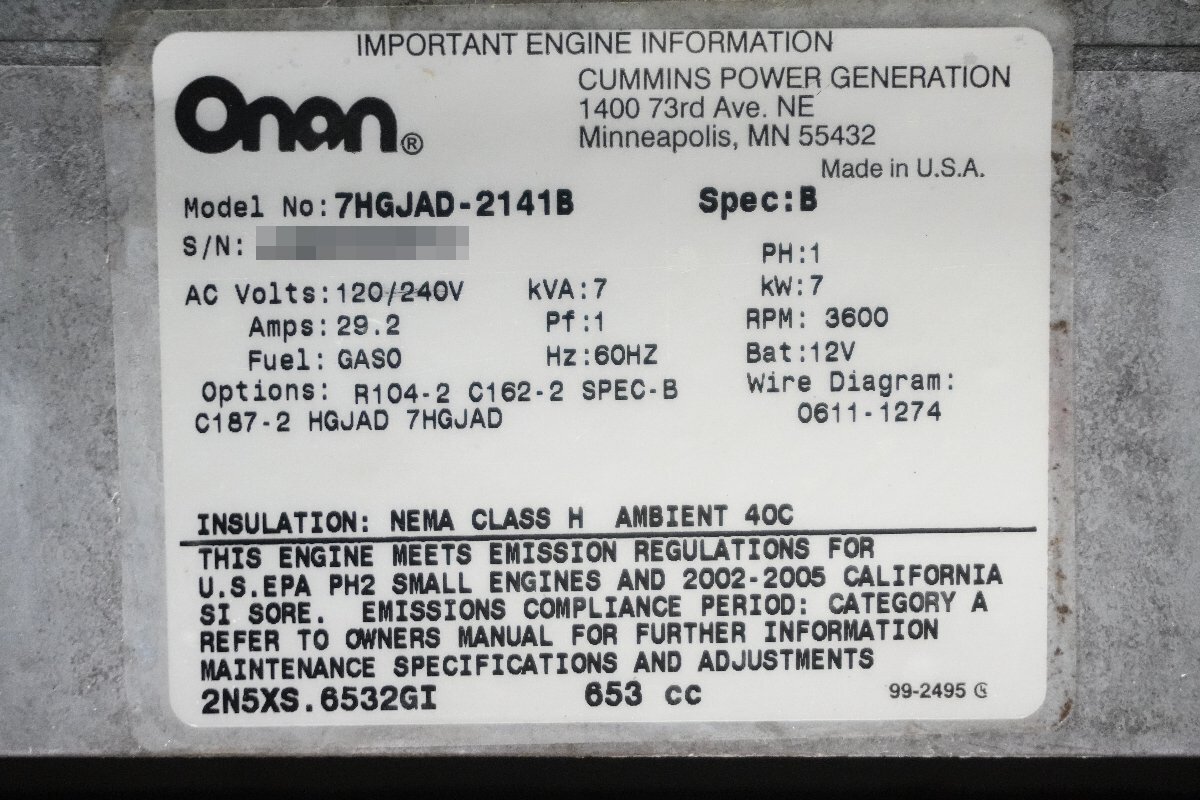 IMPORTANT ENGINE INFORMATION
Onan®
CUMMINS POWER GENERATION
1400 73rd Ave. NE
Minneapolis, MN 55432
Made in U.S.A.
Model No:7HGJAD-2141B Spec:B
S/N:
PH:1
AC Volts:120/240V kVA:7 kW:7
Amps:29.2 Pf:1 RPM: 3600
Fuel: GASO Hz:60HZ Bat:12V
Options: R104-2 C162-2 SPEC-B Wire Diagram:
C187-2 HGJAD 7HGJAD 0611-1274
INSULATION: NEMA CLASS H AMBIENT 40C
THIS ENGINE MEETS EMISSION REGULATIONS FOR
U.S.EPA PH2 SMALL ENGINES AND 2002-2005 CALIFORNIA
SI SORE. EMISSIONS COMPLIANCE PERIOD: CATEGORY A
REFER TO OWNERS MANUAL FOR FURTHER INFORMATION
MAINTENANCE SPECIFICATIONS AND ADJUSTMENTS
2N5XS.6532GI 653 cc 99-2495